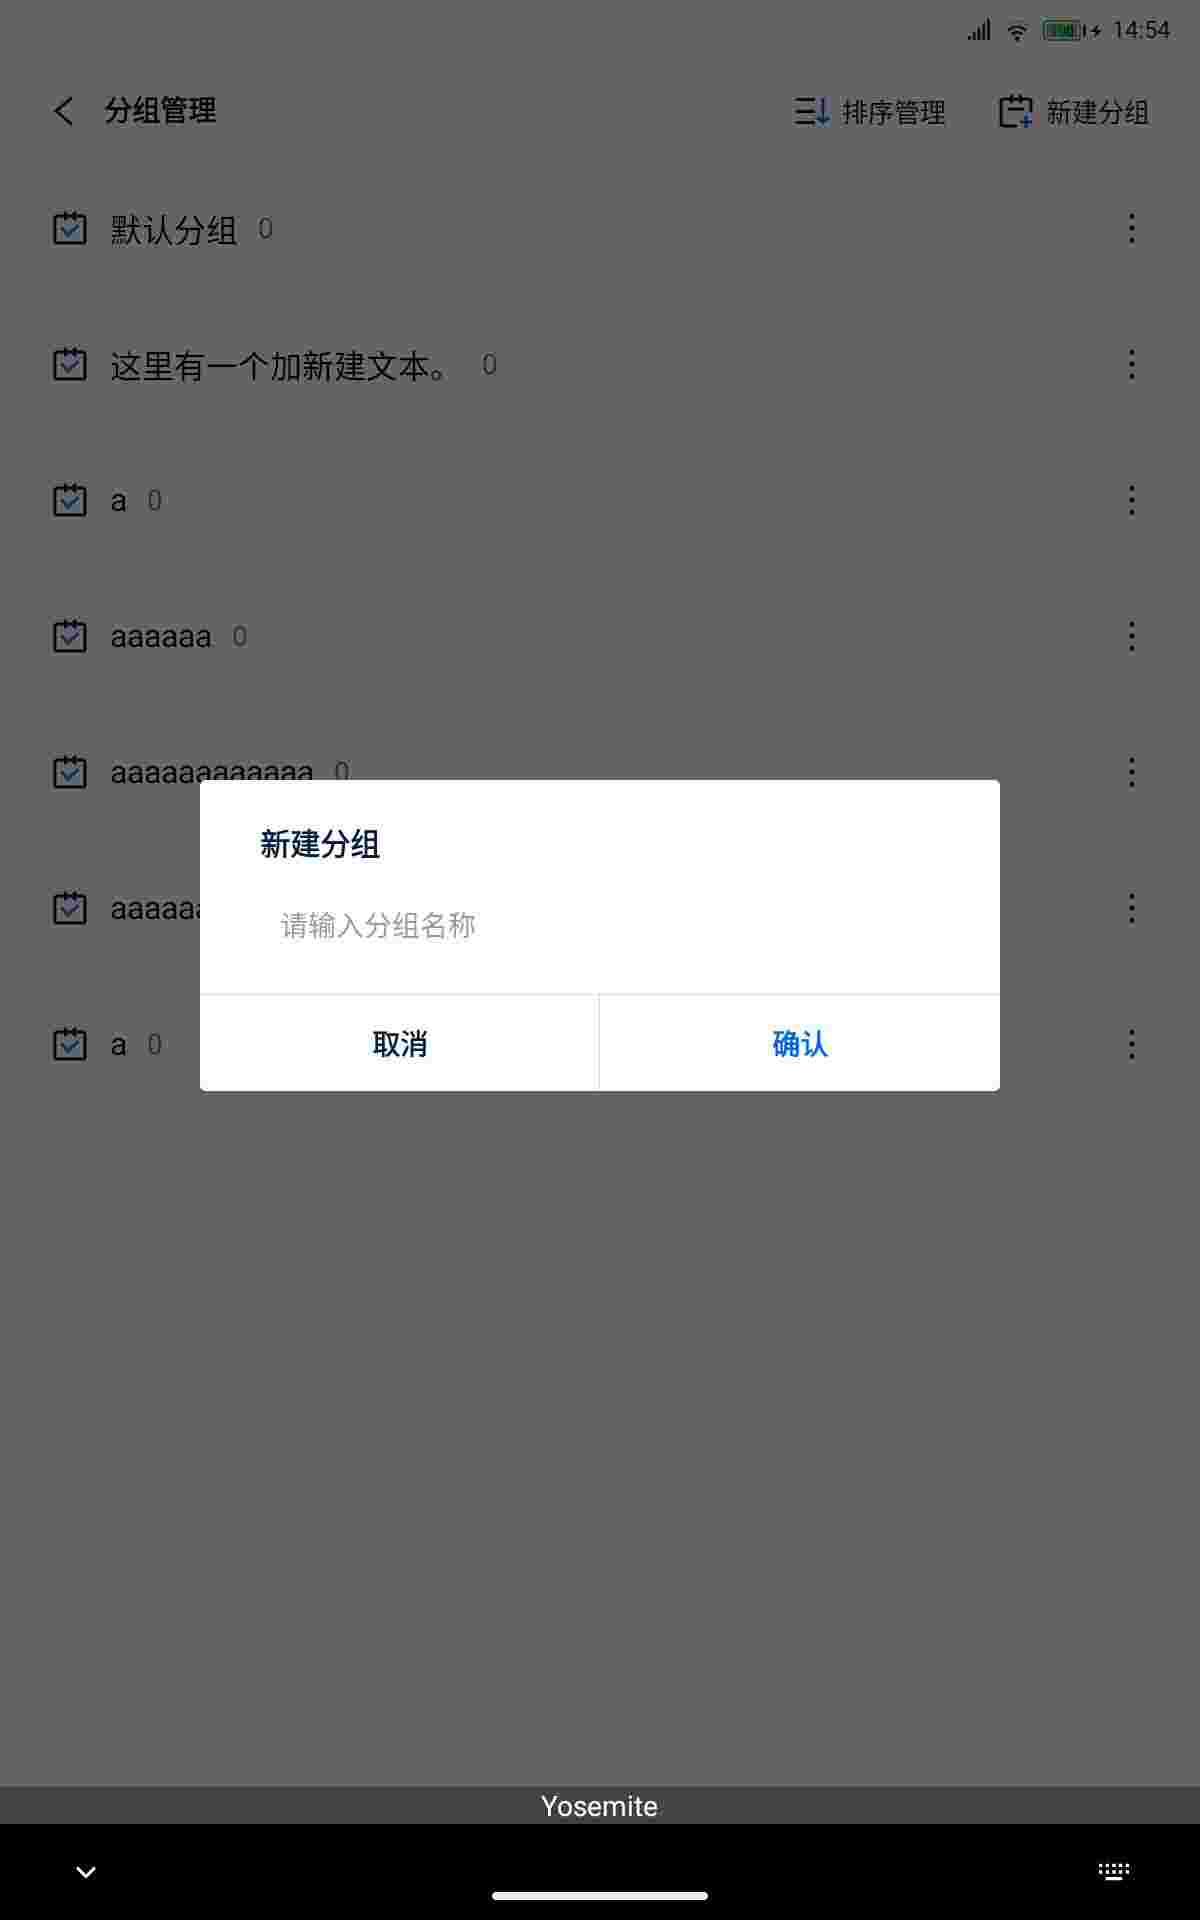 14:54
分组管理 排序管理 新建分组
默认分组 0
这里有一个加新建文本。 0
a 0
aaaaaa 0
aaaaaaaaaaaa 0
新建分组
aaaaa
请输入分组名称
a 0
取消 确认
Yosemite